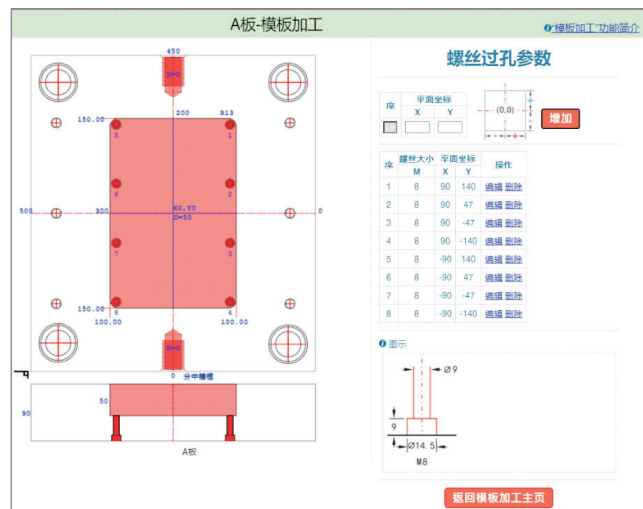 A板-模板加工
“模板加工”功能简介
450
200
R13
150.00
5
1
6
2
500
300
X0,Y0
D=50
0
7
3
150.00
8
4
100.00
100.00
0 分中精框
90
50
A板
螺丝过孔参数
序 平面坐标
X Y
(0,0)
增加
序 螺丝大小 平面坐标 操作
M X Y
1 8 90 140 编辑 删除
2 8 90 47 编辑 删除
3 8 90 -47 编辑 删除
4 8 90 -140 编辑 删除
5 8 -90 140 编辑 删除
6 8 -90 47 编辑 删除
7 8 -90 -47 编辑 删除
8 8 -90 -140 编辑 删除
图示
Ø9
9
Ø14.5
M8
返回模板加工主页